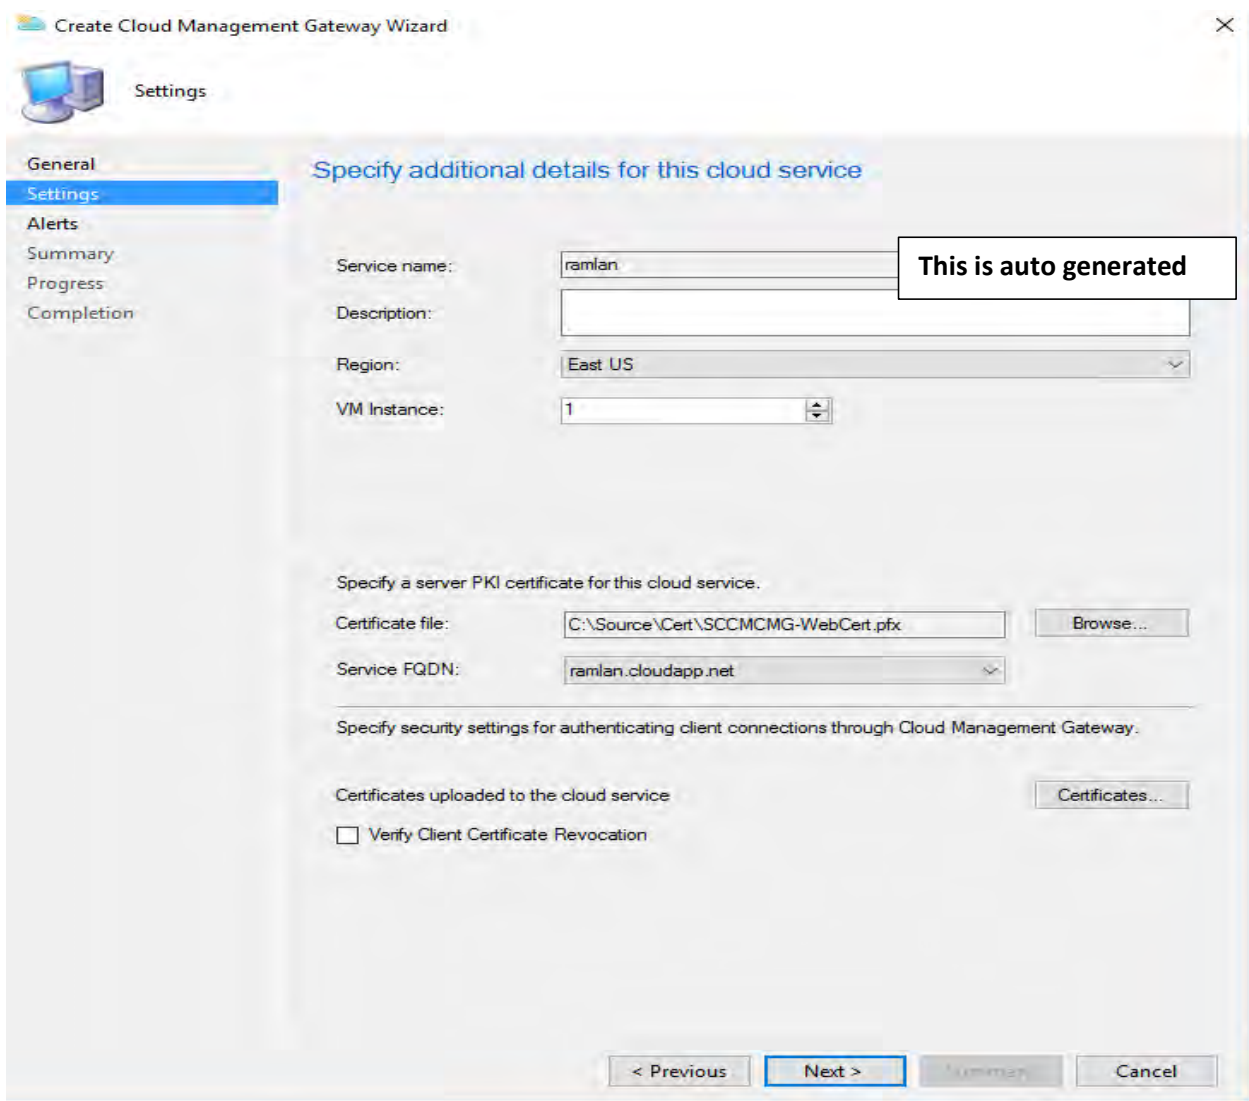 Create Cloud Management Gateway Wizard
Settings
General
Settings
Alerts
Summary
Progress
Completion
Specify additional details for this cloud service
Service name: ramlan
This is auto generated
Description:
Region: East US
VM Instance: 1
Specify a server PKI certificate for this cloud service.
Certificate file: C:\Source\Cert\SCCMCMG-WebCert.pfx Browse...
Service FQDN: ramlan.cloudapp.net
Specify security settings for authenticating client connections through Cloud Management Gateway.
Certificates uploaded to the cloud service Certificates...
Verify Client Certificate Revocation
< Previous Next > Summary Cancel